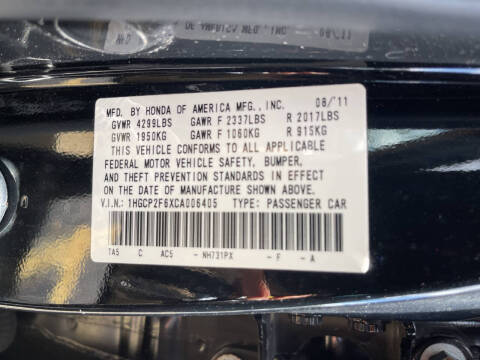 MFD. BY HONDA OF AMERICA MFG., INC. 08/'11
GVWR 4299LBS GAWR F 2337LBS R 2017LBS
GVWR 1950KG GAWR F 1060KG R 915KG
THIS VEHICLE CONFORMS TO ALL APPLICABLE
FEDERAL MOTOR VEHICLE SAFETY, BUMPER,
AND THEFT PREVENTION STANDARDS IN EFFECT
ON THE DATE OF MANUFACTURE SHOWN ABOVE.
V.I.N.: 1HGCP2F6XCA006405 TYPE: PASSENGER CAR
TA5 C AC5 - NH731PX - F - A